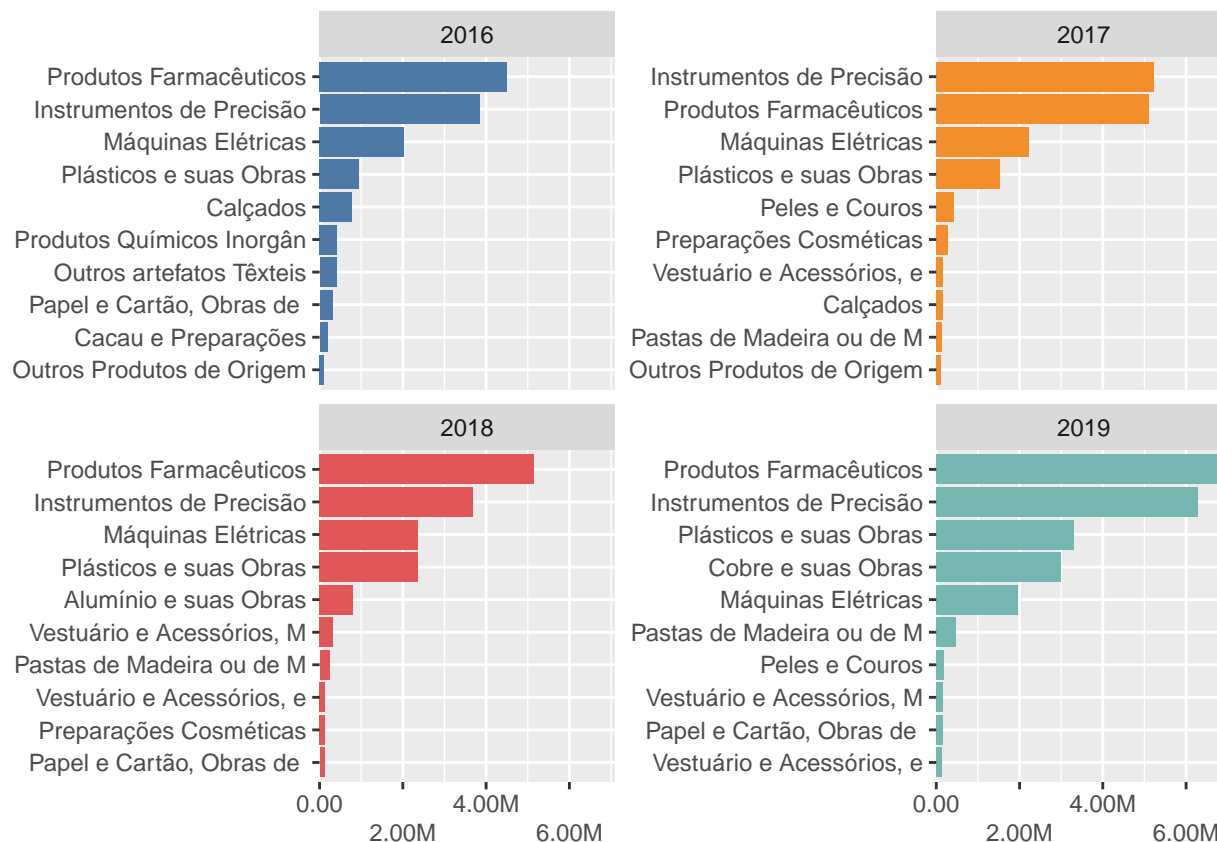 2016
Produtos Farmacêuticos
Instrumentos de Precisão
Máquinas Elétricas
Plásticos e suas Obras
Calçados
Produtos Químicos Inorgân
Outros artefatos Têxteis
Papel e Cartão, Obras de
Cacau e Preparações
Outros Produtos de Origem
2017
Instrumentos de Precisão
Produtos Farmacêuticos
Máquinas Elétricas
Plásticos e suas Obras
Peles e Couros
Preparações Cosméticas
Vestuário e Acessórios, e
Calçados
Pastas de Madeira ou de M
Outros Produtos de Origem
2018
Produtos Farmacêuticos
Instrumentos de Precisão
Máquinas Elétricas
Plásticos e suas Obras
Alumínio e suas Obras
Vestuário e Acessórios, M
Pastas de Madeira ou de M
Vestuário e Acessórios, e
Preparações Cosméticas
Papel e Cartão, Obras de
0.00 4.00M
2.00M 6.00M
2019
Produtos Farmacêuticos
Instrumentos de Precisão
Plásticos e suas Obras
Cobre e suas Obras
Máquinas Elétricas
Pastas de Madeira ou de M
Peles e Couros
Vestuário e Acessórios, M
Papel e Cartão, Obras de
Vestuário e Acessórios, e
0.00 4.00M
2.00M 6.00M